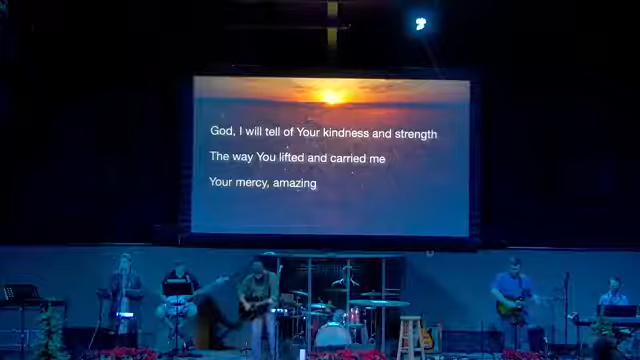 God, I will tell of Your kindness and strength
The way You lifted and carried me
Your mercy, amazing